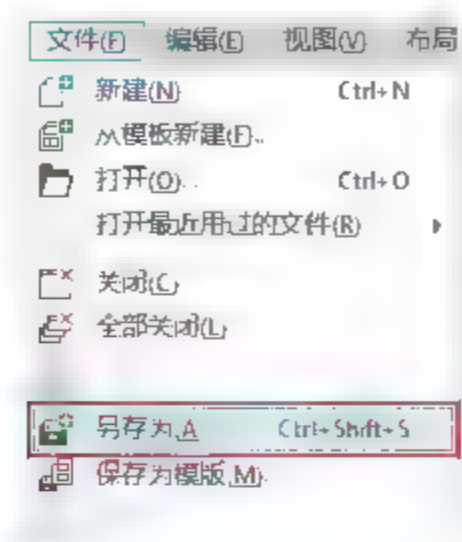 文件(F) 编辑(E) 视图(V) 布局
新建(N) Ctrl+N
从模板新建(F)...
打开(O)... Ctrl+O
打开最近用过的文件(R)
关闭(C)
全部关闭(L)
另存为(A) Ctrl+Shift+S
保存为模版(M)...